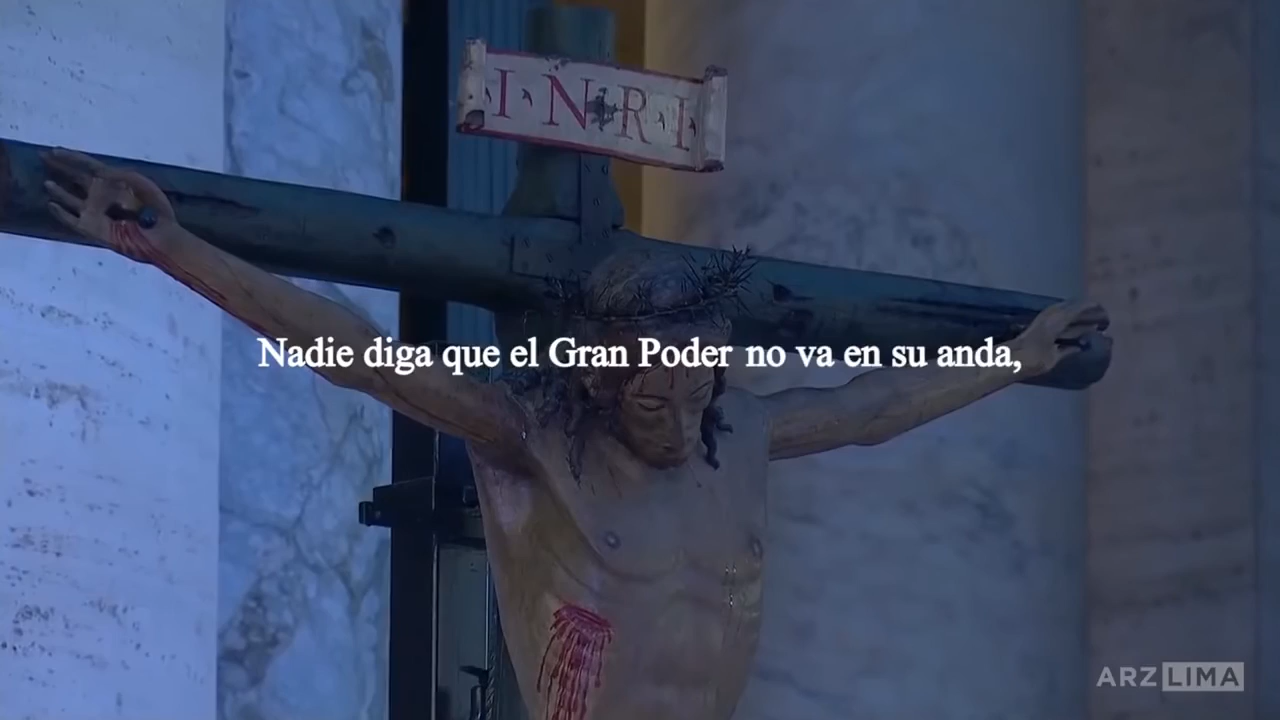 I·N·R·I
Nadie diga que el Gran Poder no va en su anda,
ARZ LIMA